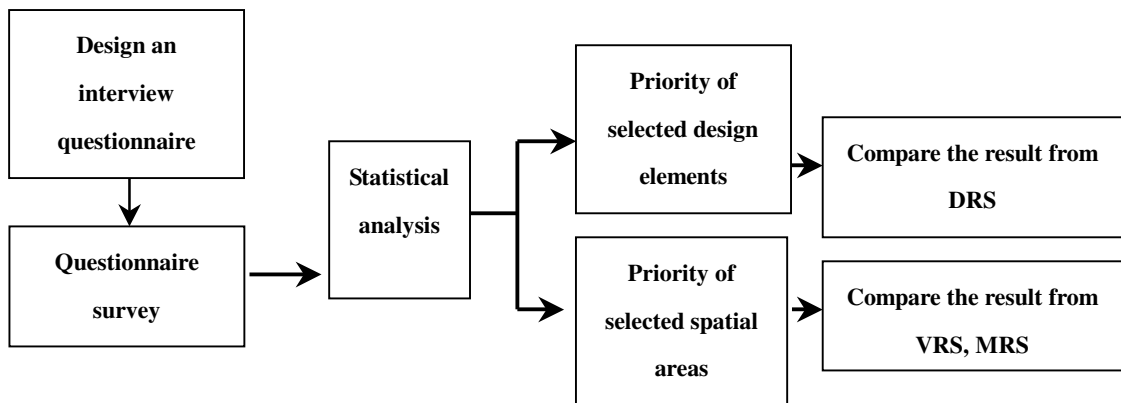 Design an
interview
questionnaire
Questionnaire
survey
Statistical
analysis
Priority of
selected design
elements
Compare the result from
DRS
Priority of
selected spatial
areas
Compare the result from
VRS, MRS